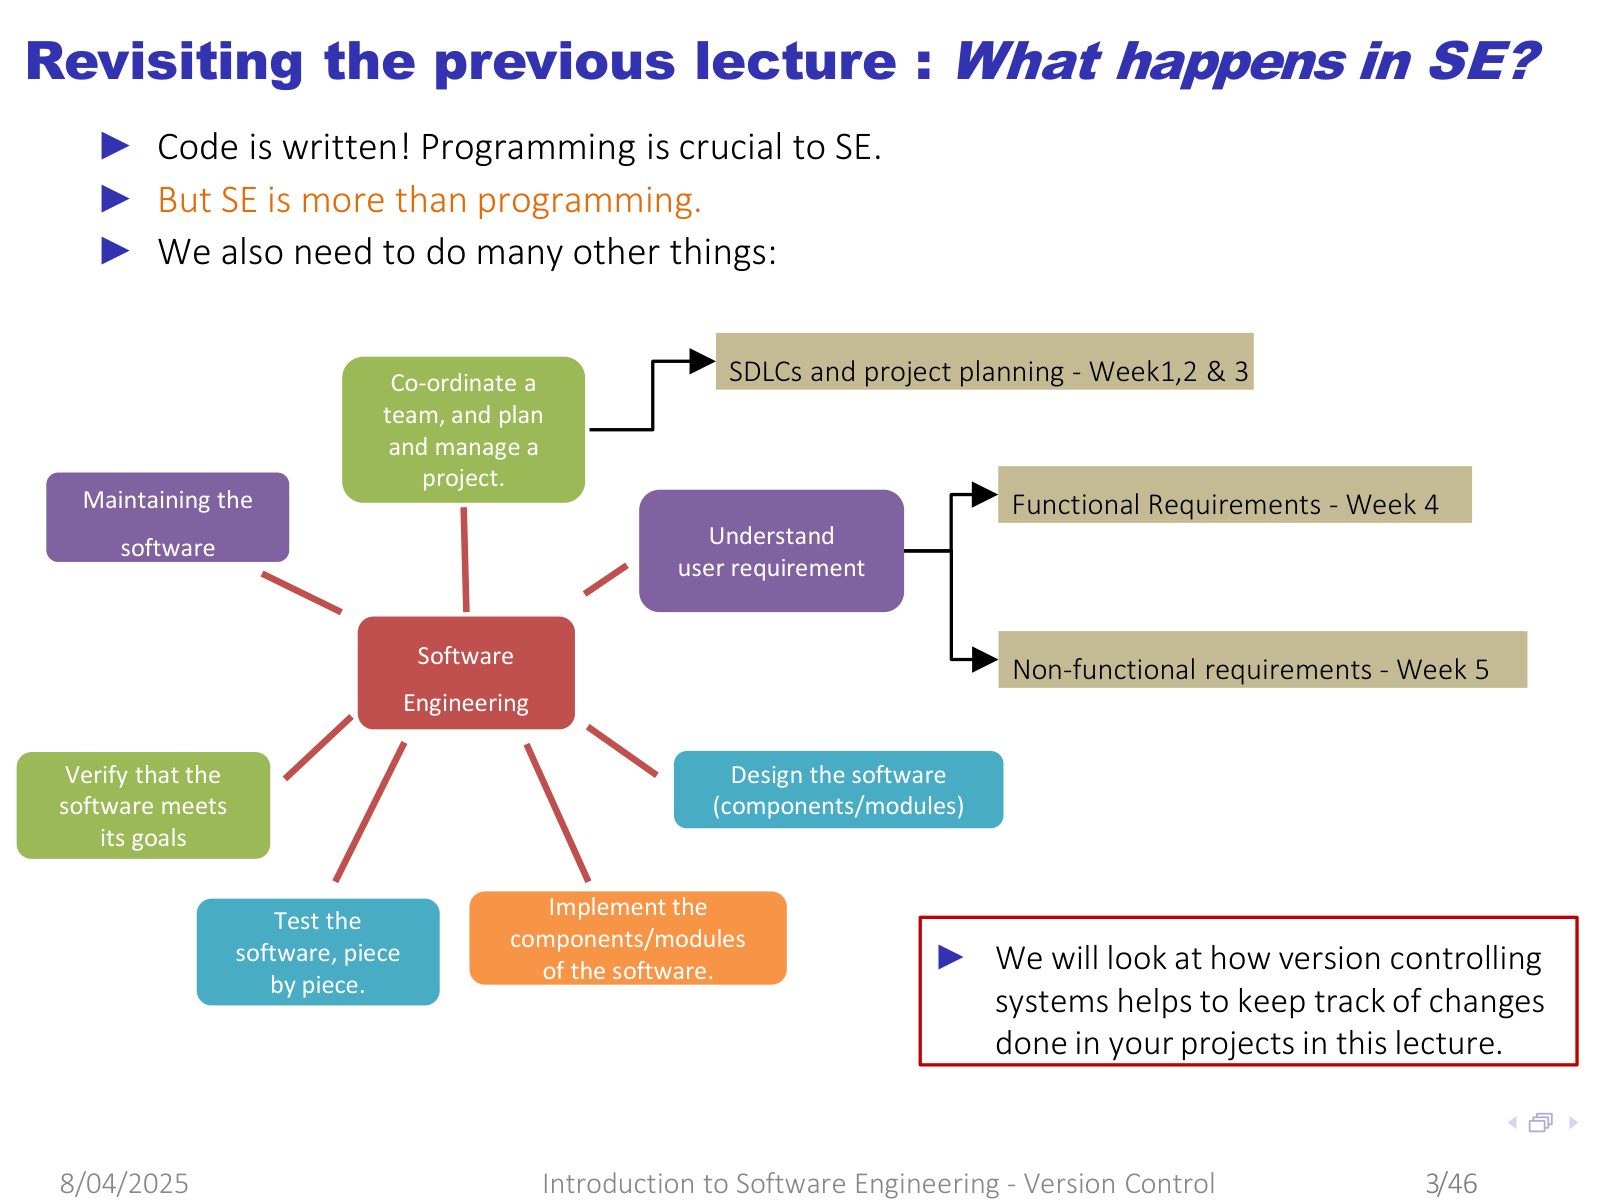 Revisiting the previous lecture : What happens in SE?
Code is written! Programming is crucial to SE.
But SE is more than programming.
We also need to do many other things:
Co-ordinate a
team, and plan
and manage a
project.
SDLCs and project planning - Week1,2 & 3
Maintaining the
software
Understand
user requirement
Functional Requirements - Week 4
Non-functional requirements - Week 5
Software
Engineering
Verify that the
software meets
its goals
Design the software
(components/modules)
Test the
software, piece
by piece.
Implement the
components/modules
of the software.
We will look at how version controlling
systems helps to keep track of changes
done in your projects in this lecture.
8/04/2025
Introduction to Software Engineering - Version Control
3/46